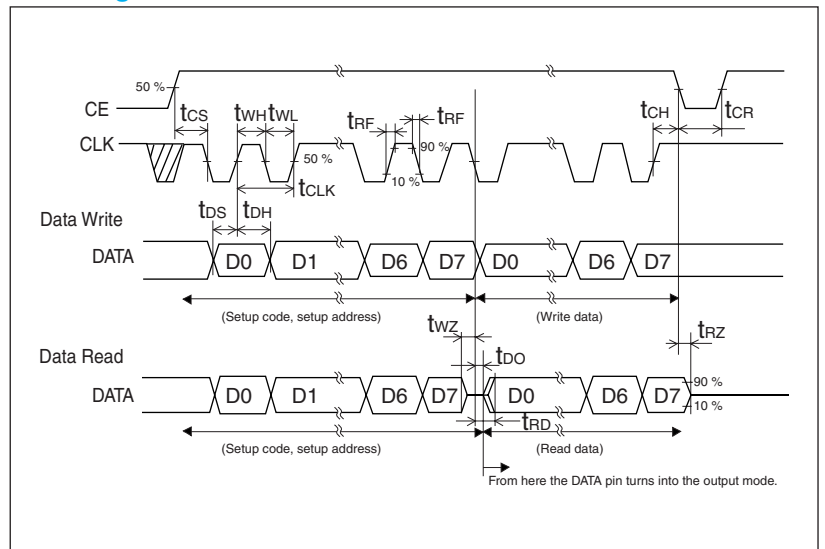 50 %
CE
tCS
tWH
tWL
tRF
tRF
tCH
tCR
CLK
50 %
90 %
10 %
tCLK
tDS
tDH
Data Write
DATA
D0
D1
D6
D7
D0
D6
D7
(Setup code, setup address)
(Write data)
tWZ
tDO
tRZ
Data Read
DATA
D0
D1
D6
D7
D0
D6
D7
90 %
10 %
tRD
(Setup code, setup address)
(Read data)
From here the DATA pin turns into the output mode.